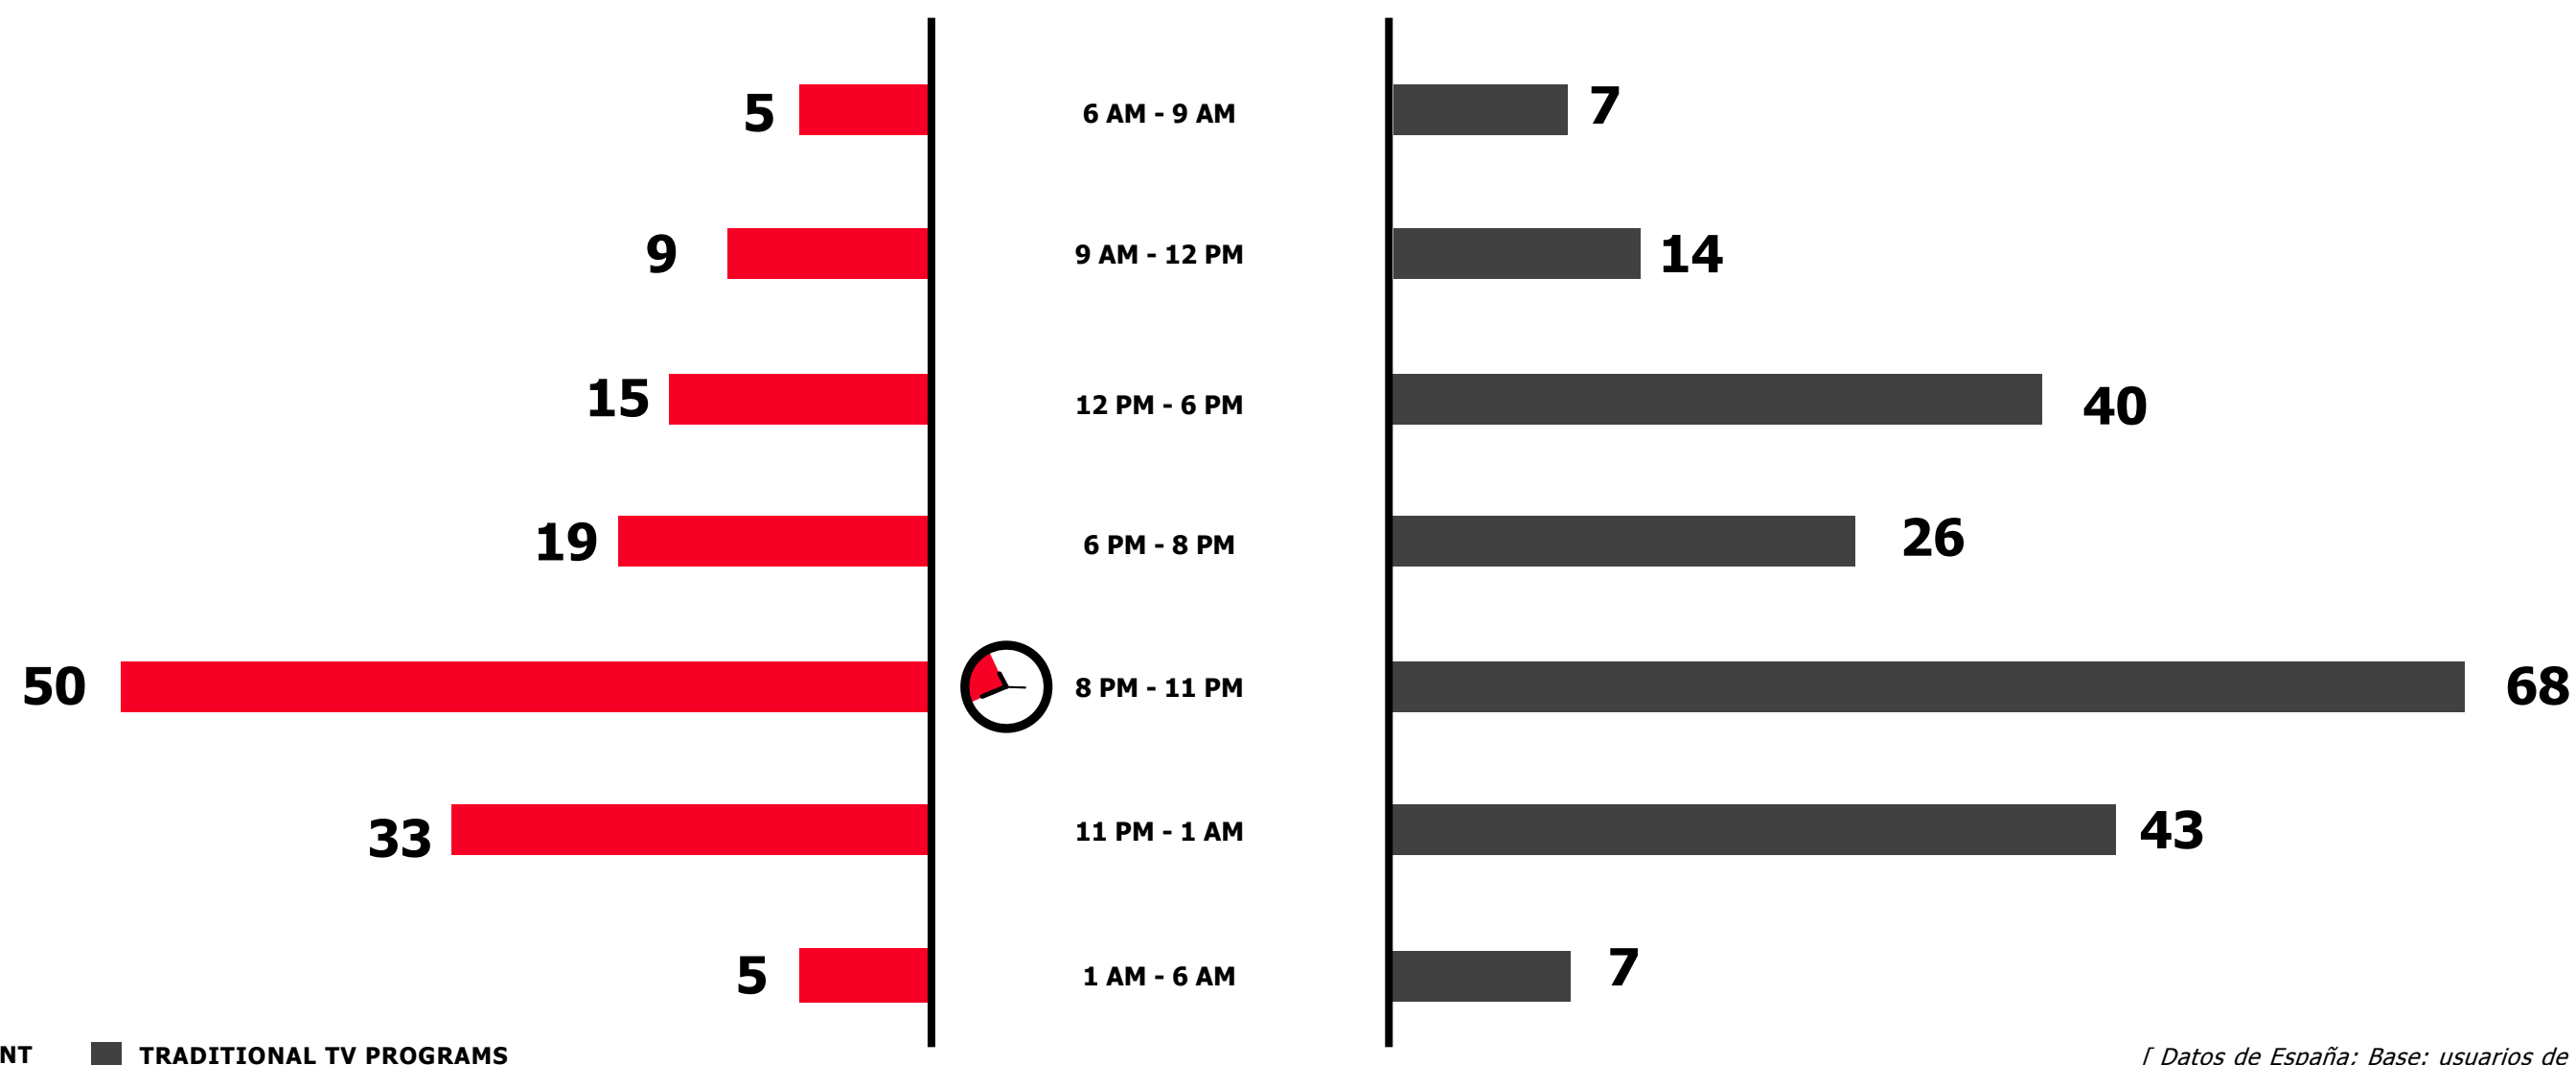 5 6 AM - 9 AM 7
9 9 AM - 12 PM 14
15 12 PM - 6 PM 40
19 6 PM - 8 PM 26
50 8 PM - 11 PM 68
33 11 PM - 1 AM 43
5 1 AM - 6 AM 7
NT TRADITIONAL TV PROGRAMS
[ Datos de España; Base: usuarios de